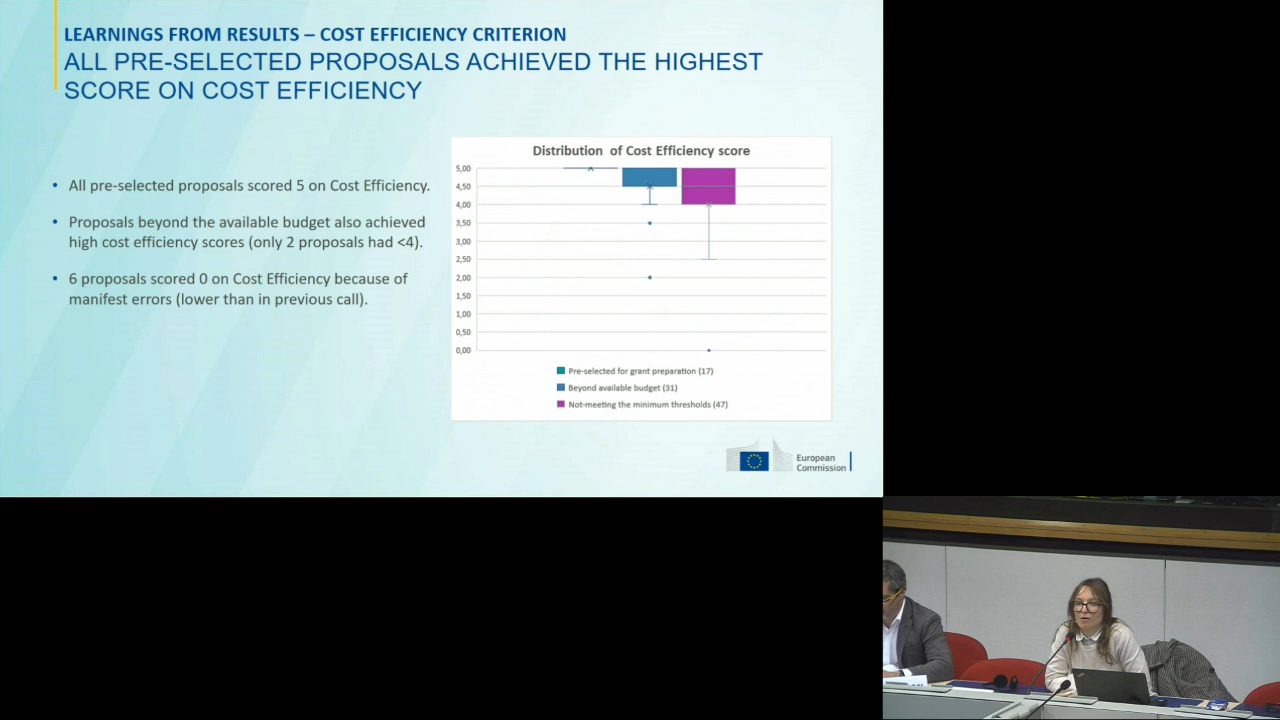 LEARNINGS FROM RESULTS – COST EFFICIENCY CRITERION
ALL PRE-SELECTED PROPOSALS ACHIEVED THE HIGHEST
SCORE ON COST EFFICIENCY
• All pre-selected proposals scored 5 on Cost Efficiency.
• Proposals beyond the available budget also achieved
high cost efficiency scores (only 2 proposals had <4).
• 6 proposals scored 0 on Cost Efficiency because of
manifest errors (lower than in previous call).
Distribution of Cost Efficiency score
5,00
4,50
4,00
3,50
3,00
2,50
2,00
1,50
1,00
0,50
0,00
Pre-selected for grant preparation (17)
Beyond available budget (31)
Not-meeting the minimum thresholds (47)
European
Commission